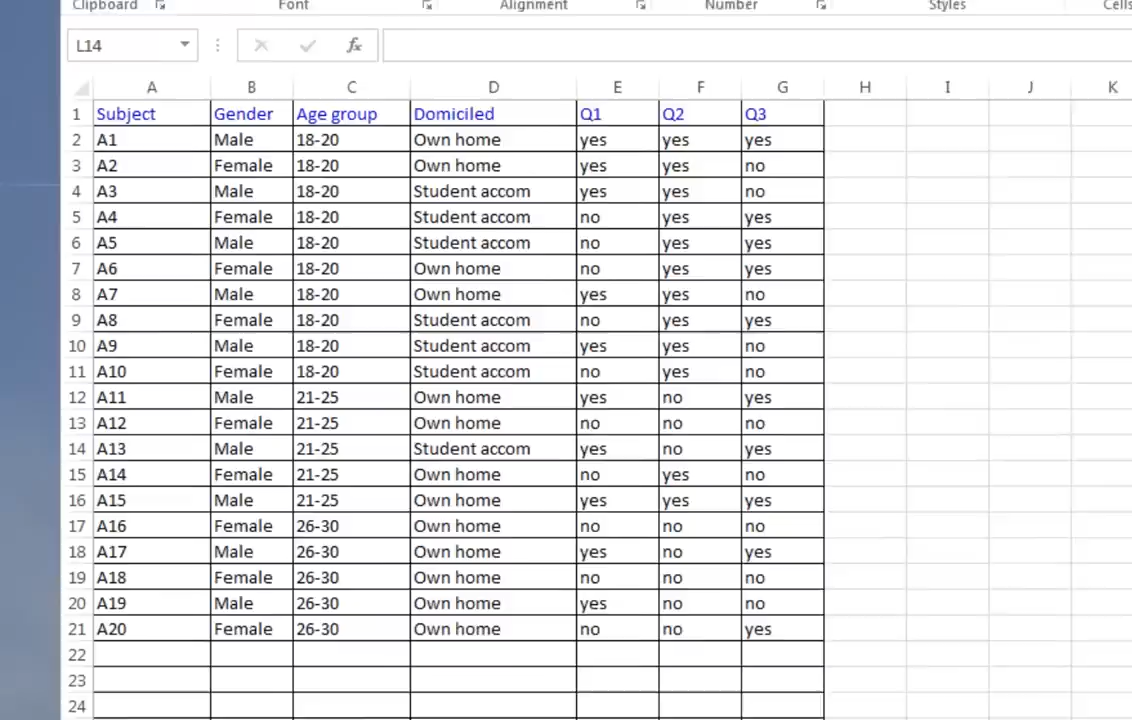 Clipboard Font Alignment Number Styles Cells
L14 fx
A B C D E F G H I J K
1 Subject Gender Age group Domiciled Q1 Q2 Q3
2 A1 Male 18-20 Own home yes yes yes
3 A2 Female 18-20 Own home yes yes no
4 A3 Male 18-20 Student accom yes yes no
5 A4 Female 18-20 Student accom no yes yes
6 A5 Male 18-20 Student accom no yes yes
7 A6 Female 18-20 Own home no yes yes
8 A7 Male 18-20 Own home yes yes no
9 A8 Female 18-20 Student accom no yes yes
10 A9 Male 18-20 Student accom yes yes no
11 A10 Female 18-20 Student accom no yes no
12 A11 Male 21-25 Own home yes no yes
13 A12 Female 21-25 Own home no no no
14 A13 Male 21-25 Student accom yes no yes
15 A14 Female 21-25 Own home no yes no
16 A15 Male 21-25 Own home yes yes yes
17 A16 Female 26-30 Own home no no no
18 A17 Male 26-30 Own home yes no yes
19 A18 Female 26-30 Own home no no no
20 A19 Male 26-30 Own home yes no no
21 A20 Female 26-30 Own home no no yes
22
23
24